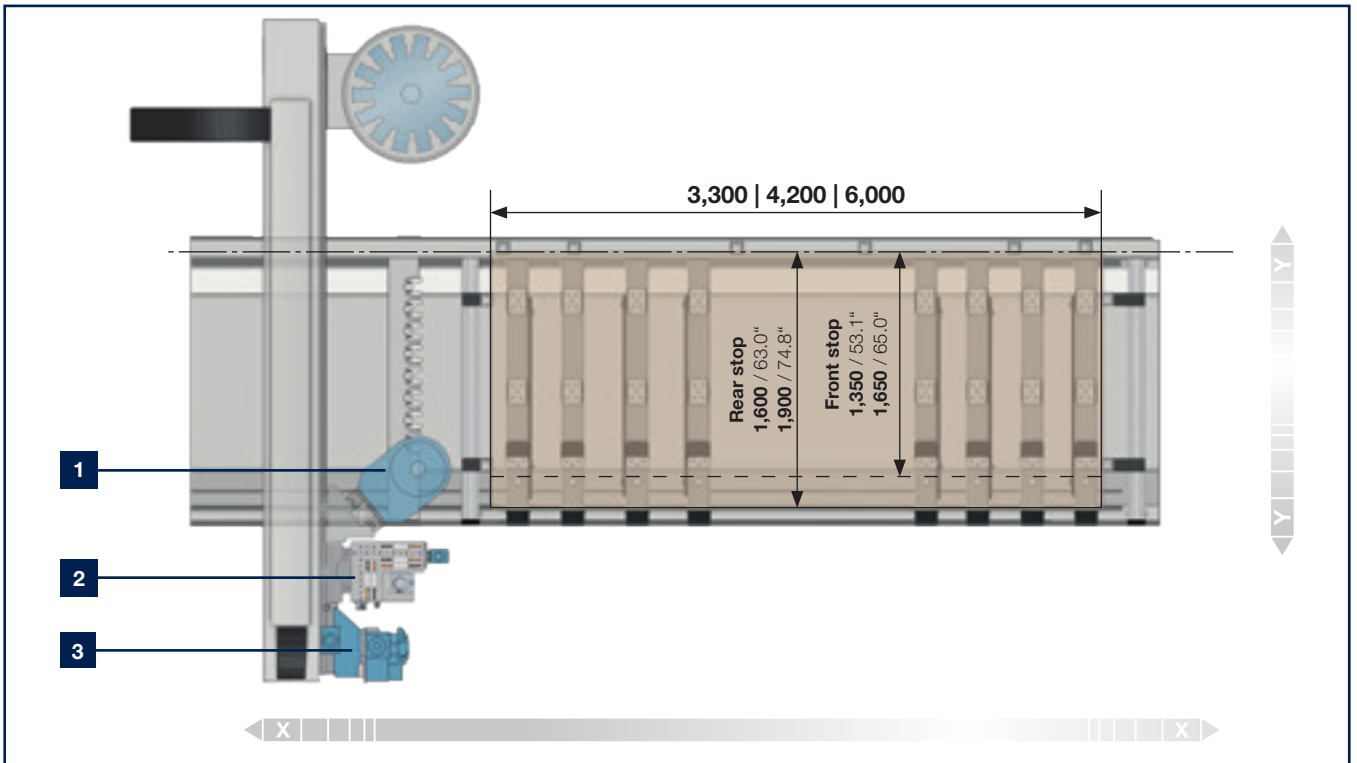 3,300 | 4,200 | 6,000
Y
Rear stop
1,600 / 63.0“
1,900 / 74.8“
Front stop
1,350 / 53.1“
1,650 / 65.0“
1
Y
2
3
X
X